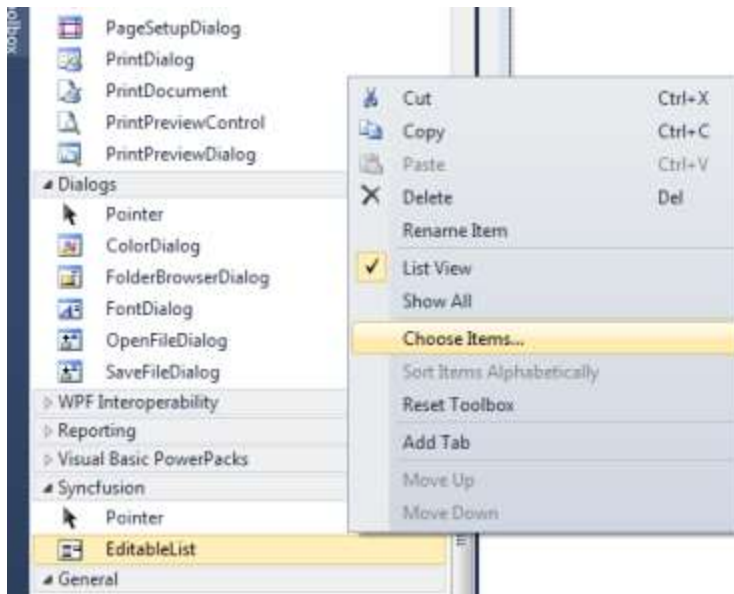 Toolbox
PageSetupDialog
PrintDialog
PrintDocument
PrintPreviewControl
PrintPreviewDialog
Dialogs
Pointer
ColorDialog
FolderBrowserDialog
FontDialog
OpenFileDialog
SaveFileDialog
WPF Interoperability
Reporting
Visual Basic PowerPacks
Syncfusion
Pointer
EditableList
General
Cut Ctrl+X
Copy Ctrl+C
Paste Ctrl+V
Delete Del
Rename Item
List View
Show All
Choose Items...
Sort Items Alphabetically
Reset Toolbox
Add Tab
Move Up
Move Down